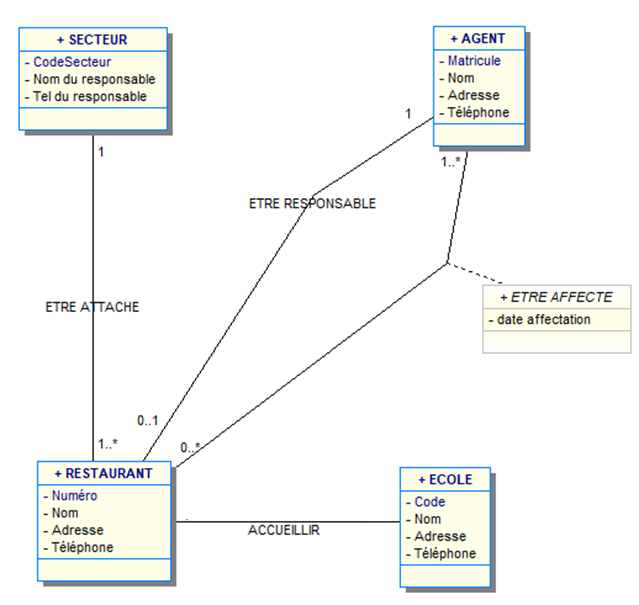 + SECTEUR
- CodeSecteur
- Nom du responsable
- Tel du responsable
+ AGENT
- Matricule
- Nom
- Adresse
- Téléphone
1
1
1..*
ETRE RESPONSABLE
+ ETRE AFFECTE
- date affectation
ETRE ATTACHE
0..1
1..*
0..*
+ RESTAURANT
- Numéro
- Nom
- Adresse
- Téléphone
ACCUEILLIR
+ ECOLE
- Code
- Nom
- Adresse
- Téléphone